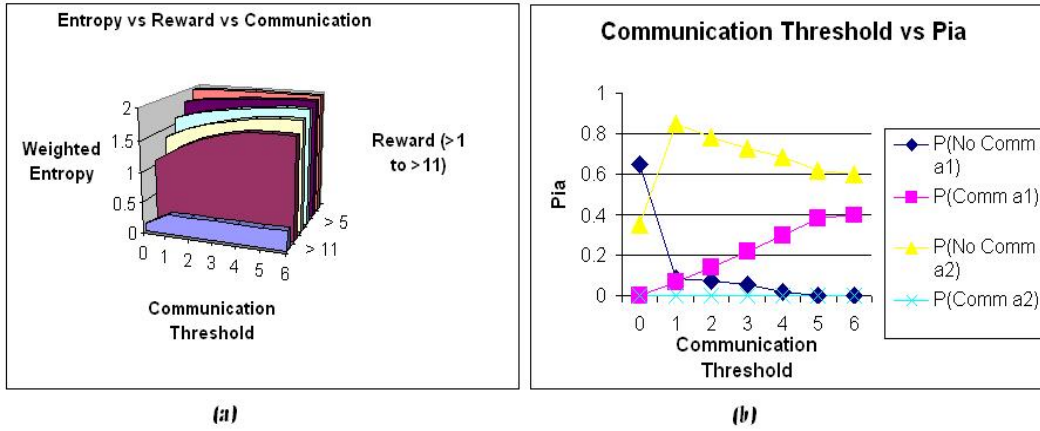 Entropy vs Reward vs Communication
2
1.5
1
0.5
0
Weighted
Entropy
0 1 2 3 4 5 6
> 11
> 5
Reward (>1
to >11)
Communication
Threshold
(a)
Communication Threshold vs Pia
1
0.8
0.6
0.4
0.2
0
Pia
0 1 2 3 4 5 6
Communication
Threshold
P(No Comm
a1)
P(Comm a1)
P(No Comm
a2)
P(Comm a2)
(b)